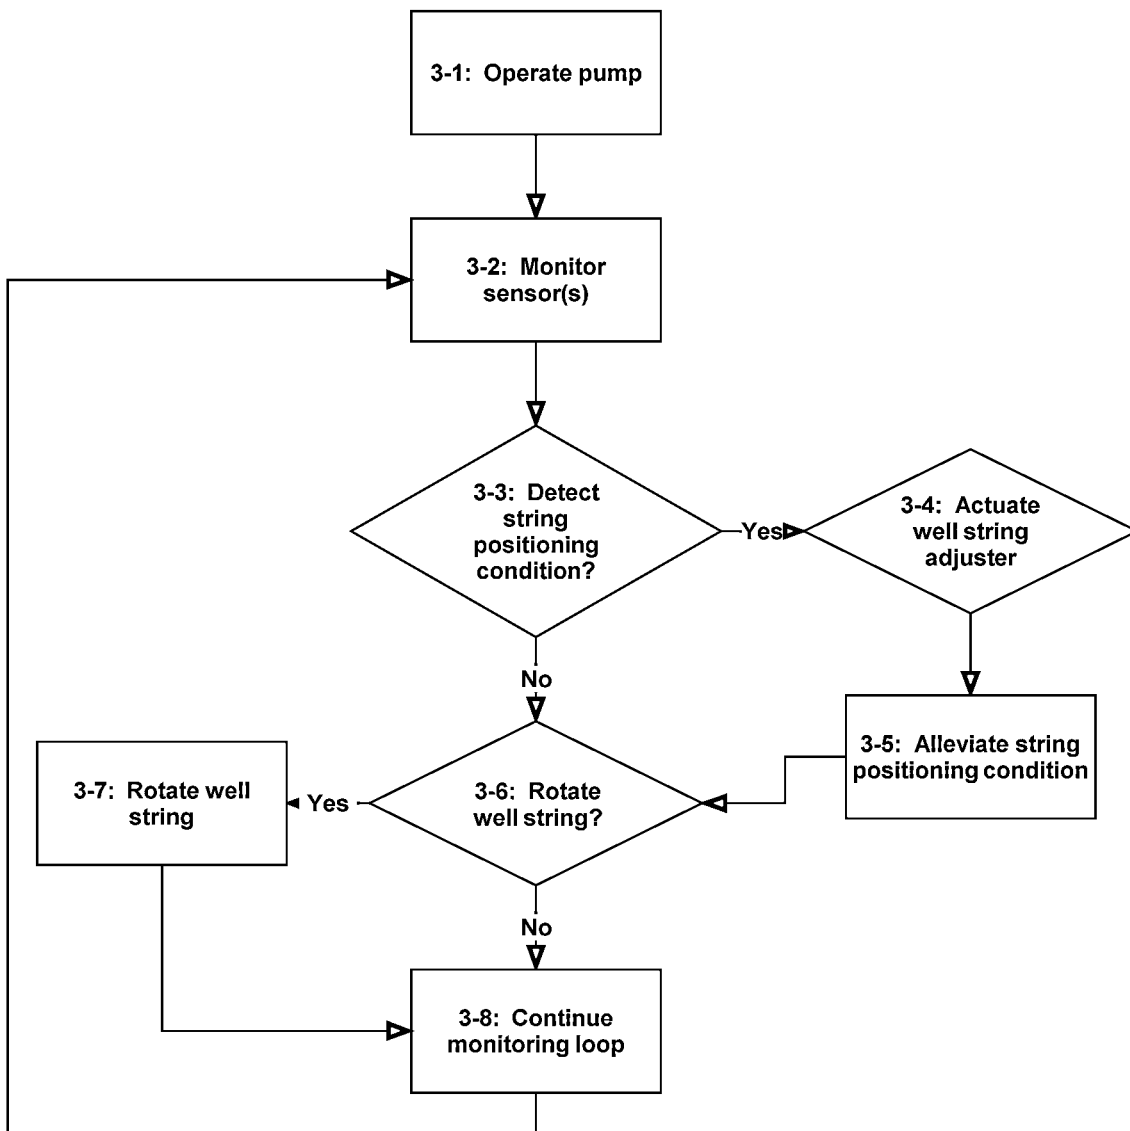 3-1: Operate pump
3-2: Monitor
sensor(s)
3-3: Detect
string
positioning
condition?
Yes
3-4: Actuate
well string
adjuster
No
3-5: Alleviate string
positioning condition
3-7: Rotate well
string
Yes
3-6: Rotate
well string?
No
3-8: Continue
monitoring loop